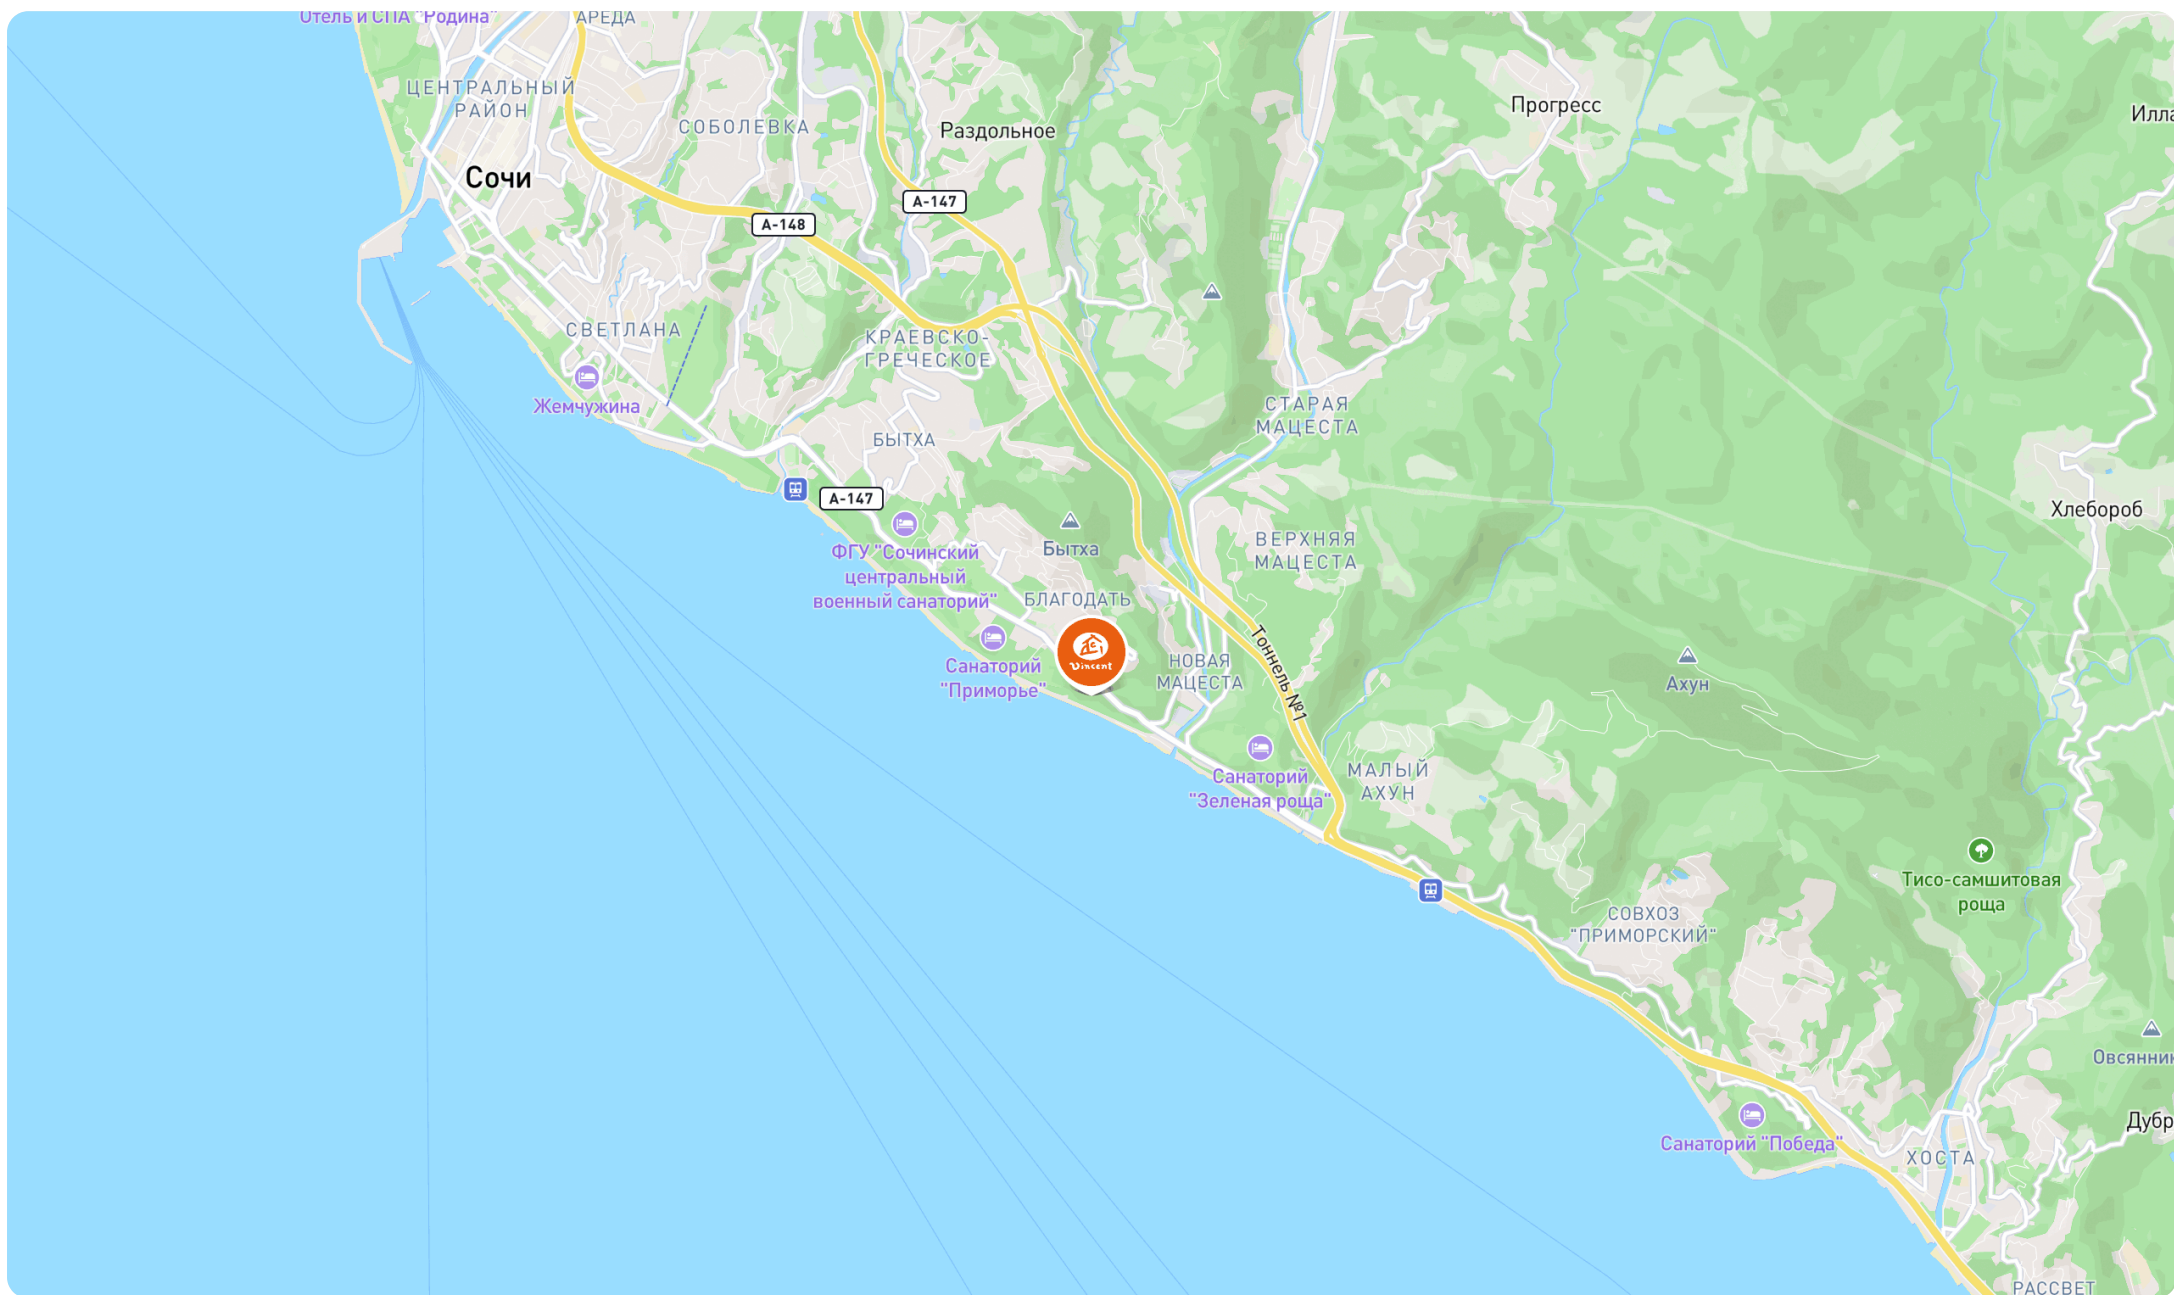 Отель и СПА "Родина"
АРЕДА
ЦЕНТРАЛЬНЫЙ
РАЙОН
СОБОЛЕВКА
Раздольное
Прогресс
Сочи
А-147
А-148
СВЕТЛАНА
КРАЕВСКО-
ГРЕЧЕСКОЕ
Жемчужина
СТАРАЯ
МАЦЕСТА
БЫТХА
А-147
Хлебороб
Бытха
ФГУ "Сочинский
центральный
военный санаторий"
ВЕРХНЯЯ
МАЦЕСТА
БЛАГОДАТЬ
Vincent
Санаторий
"Приморье"
НОВАЯ
МАЦЕСТА
Тоннель №1
Ахун
Санаторий
"Зеленая роща"
МАЛЫЙ
АХУН
Тисо-самшитовая
роща
СОВХОЗ
"ПРИМОРСКИЙ"
Овсянник
Дубр
Санаторий "Победа"
ХОСТА
РАССВЕТ